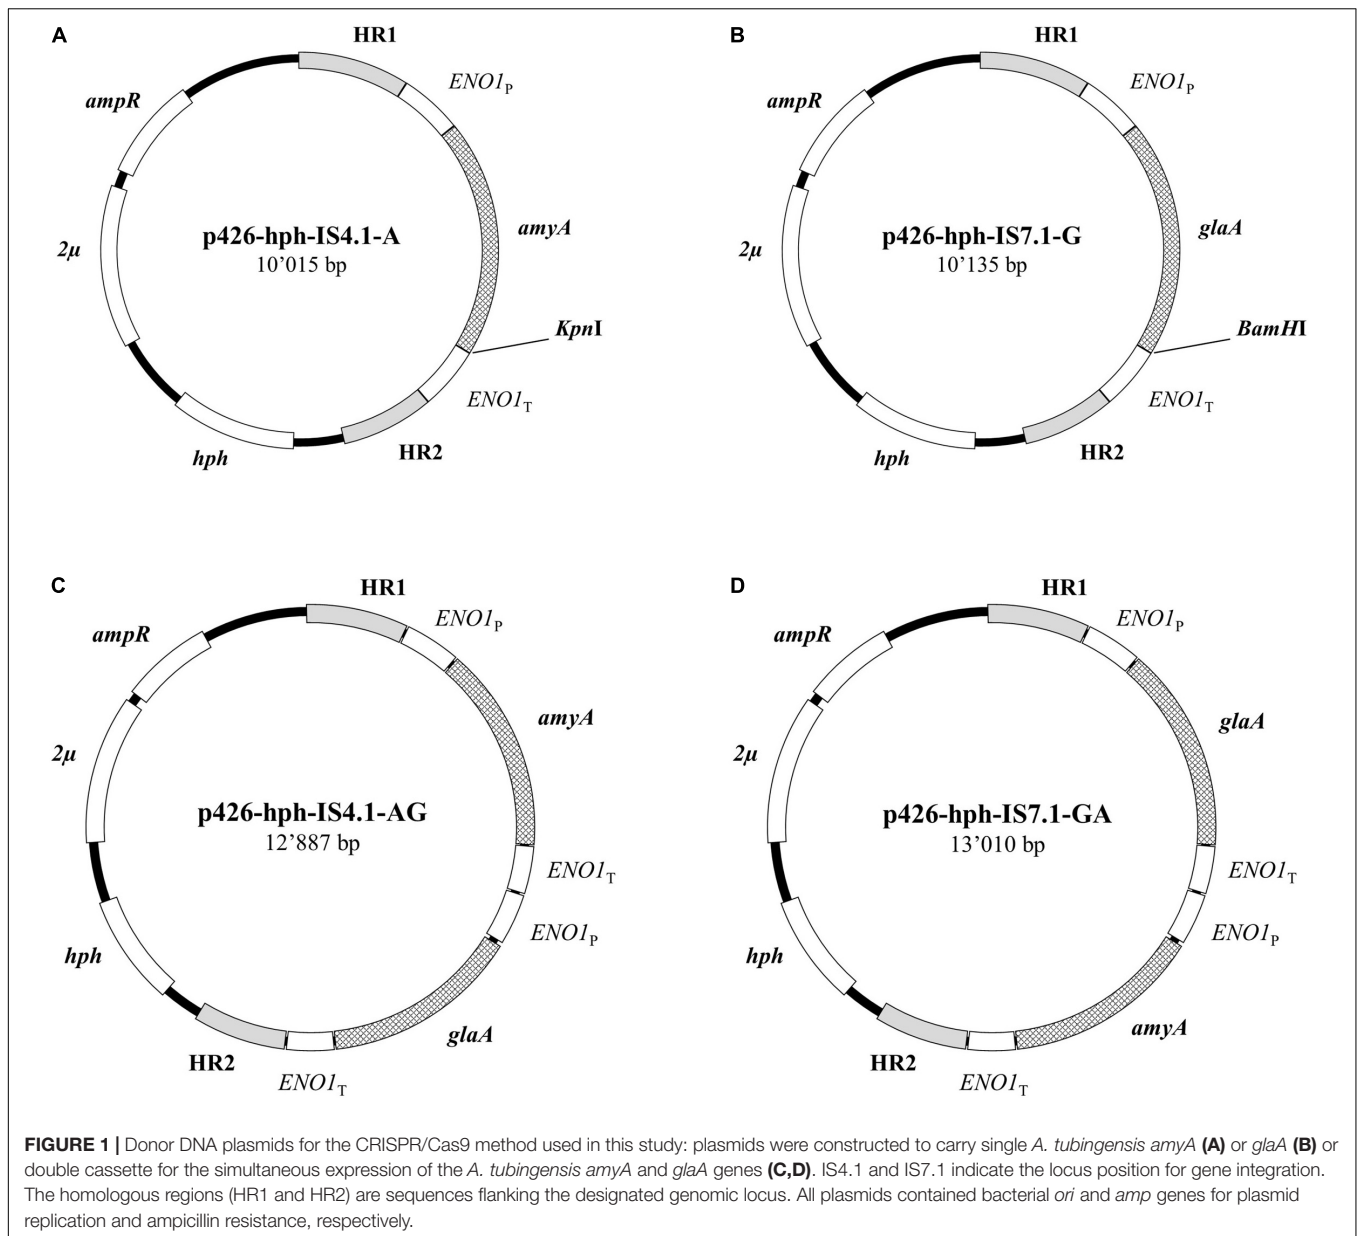 A
HR1
ENO1P
ampR
2μ
p426-hph-IS4.1-A
10’015 bp
amyA
KpnI
ENO1T
HR2
hph
B
HR1
ENO1P
ampR
2μ
p426-hph-IS7.1-G
10’135 bp
glaA
BamHI
ENO1T
HR2
hph
C
HR1
ENO1P
ampR
amyA
2μ
p426-hph-IS4.1-AG
12’887 bp
ENO1T
ENO1P
hph
glaA
HR2
ENO1T
D
HR1
ENO1P
ampR
glaA
2μ
p426-hph-IS7.1-GA
13’010 bp
ENO1T
ENO1P
hph
amyA
HR2
ENO1T
FIGURE 1 | Donor DNA plasmids for the CRISPR/Cas9 method used in this study: plasmids were constructed to carry single A. tubingensis amyA (A) or glaA (B) or
double cassette for the simultaneous expression of the A. tubingensis amyA and glaA genes (C,D). IS4.1 and IS7.1 indicate the locus position for gene integration.
The homologous regions (HR1 and HR2) are sequences flanking the designated genomic locus. All plasmids contained bacterial ori and amp genes for plasmid
replication and ampicillin resistance, respectively.